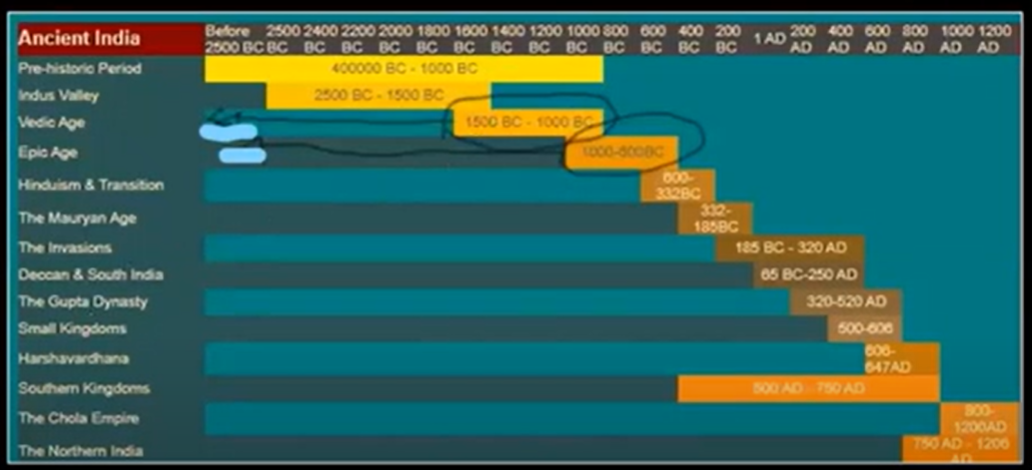 Ancient India
Before 2500 BC 2500 BC 2400 BC 2200 BC 2000 BC 1800 BC 1600 BC 1400 BC 1200 BC 1000 BC 800 BC 600 BC 400 BC 200 BC 1 AD 200 AD 400 AD 600 AD 800 AD 1000 AD 1200 AD
Pre-historic Period 400000 BC - 1000 BC
Indus Valley 2500 BC - 1500 BC
Vedic Age 1500 BC - 1000 BC
Epic Age 1000-600BC
Hinduism & Transition 600-332BC
The Mauryan Age 332-185BC
The Invasions 185 BC - 320 AD
Deccan & South India 65 BC-250 AD
The Gupta Dynasty 320-520 AD
Small Kingdoms 500-606
Harshavardhana 606-647AD
Southern Kingdoms 500 AD - 750 AD
The Chola Empire 800-1200AD
The Northern India 750 AD - 1206 AD